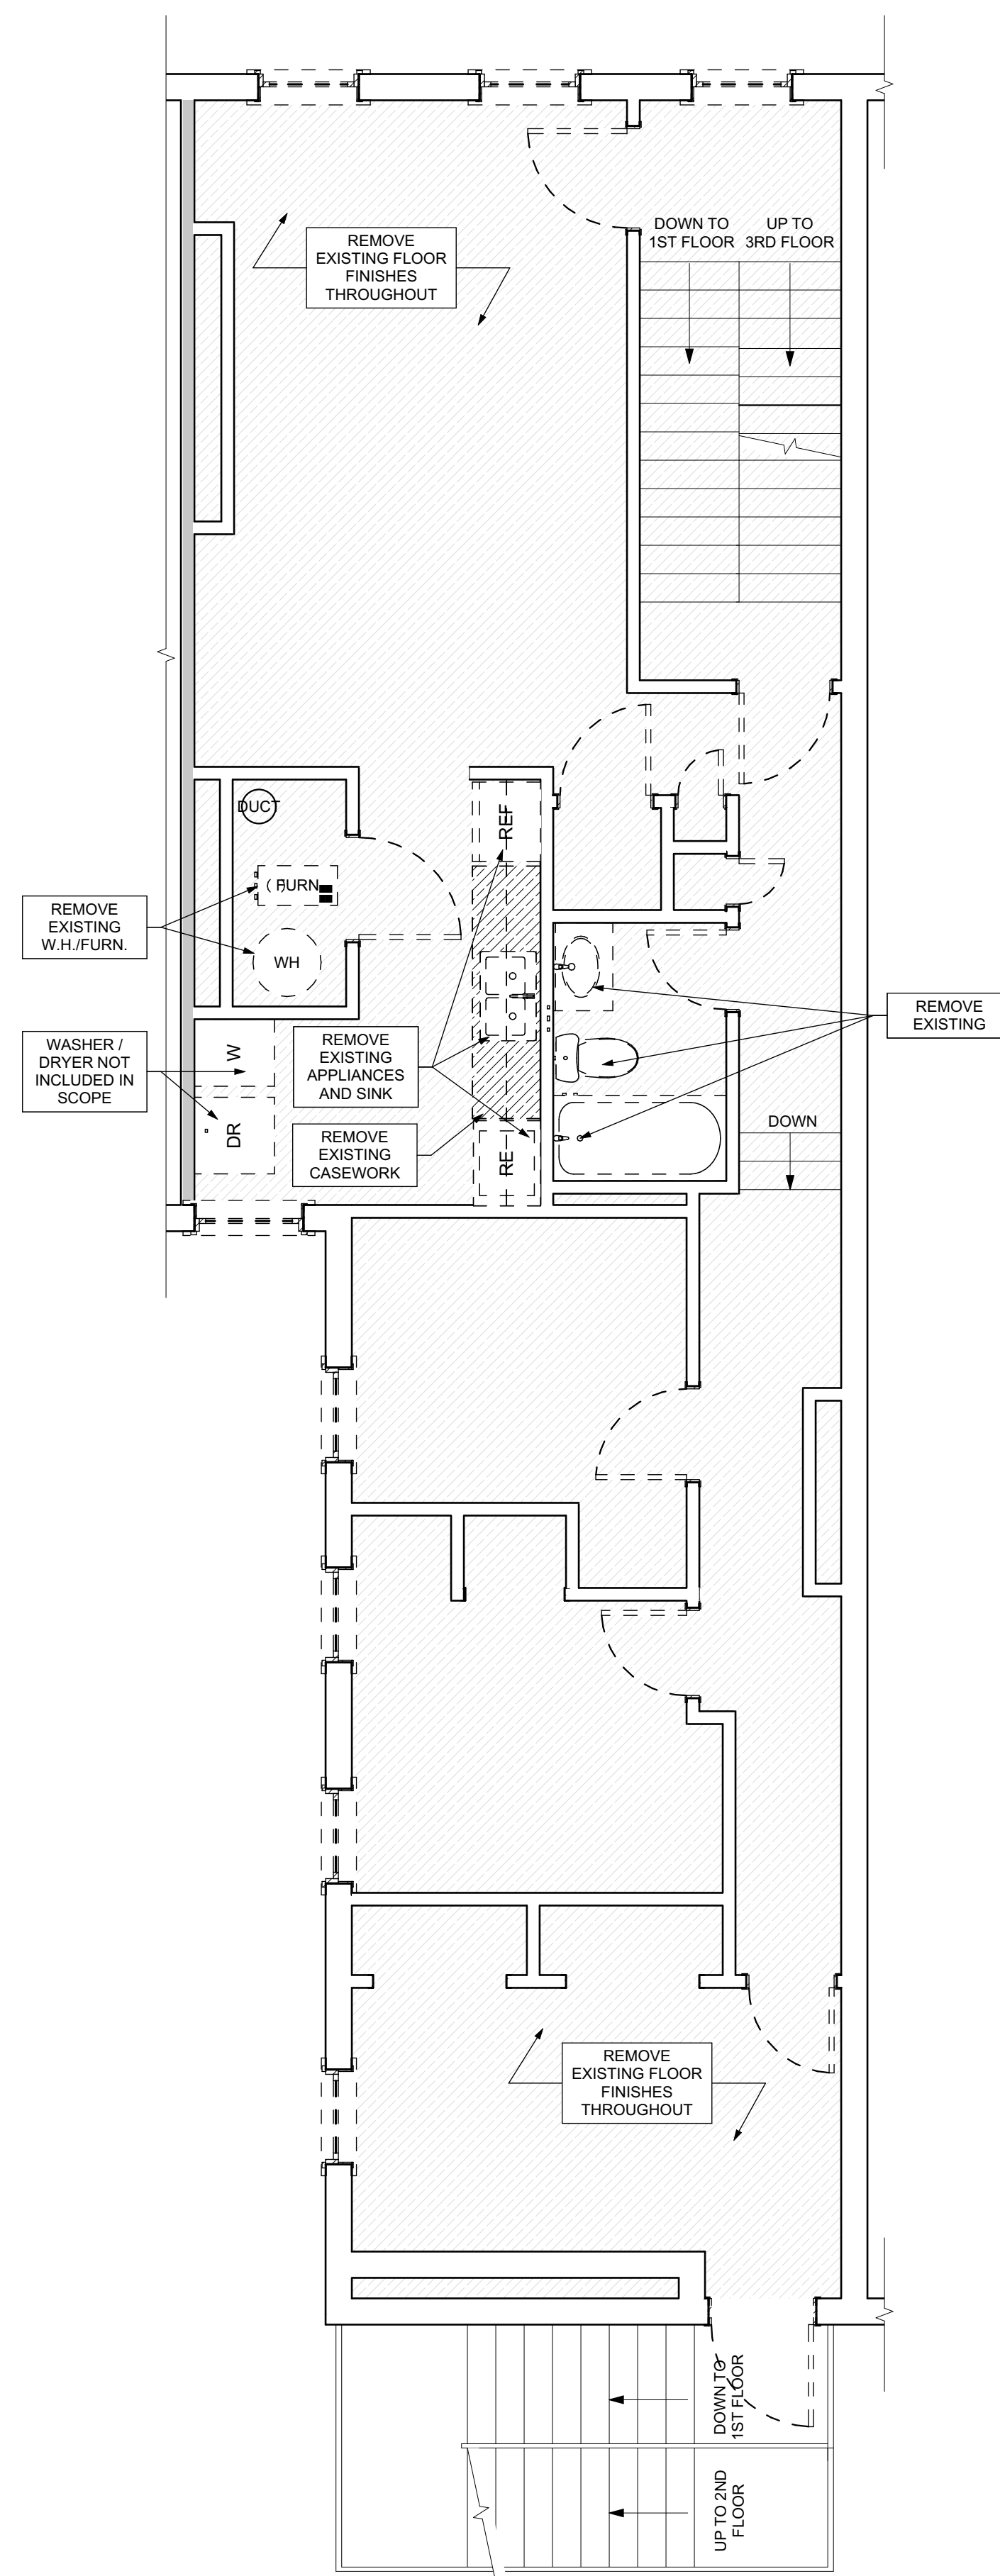 DOWN TO
1ST FLOOR
UP TO
3RD FLOOR
REMOVE
EXISTING FLOOR
FINISHES
THROUGHOUT
DUCT
REF
( )FURN
REMOVE
EXISTING
W.H./FURN.
WH
REMOVE
EXISTING
WASHER /
DRYER NOT
INCLUDED IN
SCOPE
W
REMOVE
EXISTING
APPLIANCES
AND SINK
DR
REMOVE
EXISTING
CASEWORK
RE
DOWN
REMOVE
EXISTING FLOOR
FINISHES
THROUGHOUT
DOWN TO
1ST FLOOR
UP TO 2ND
FLOOR